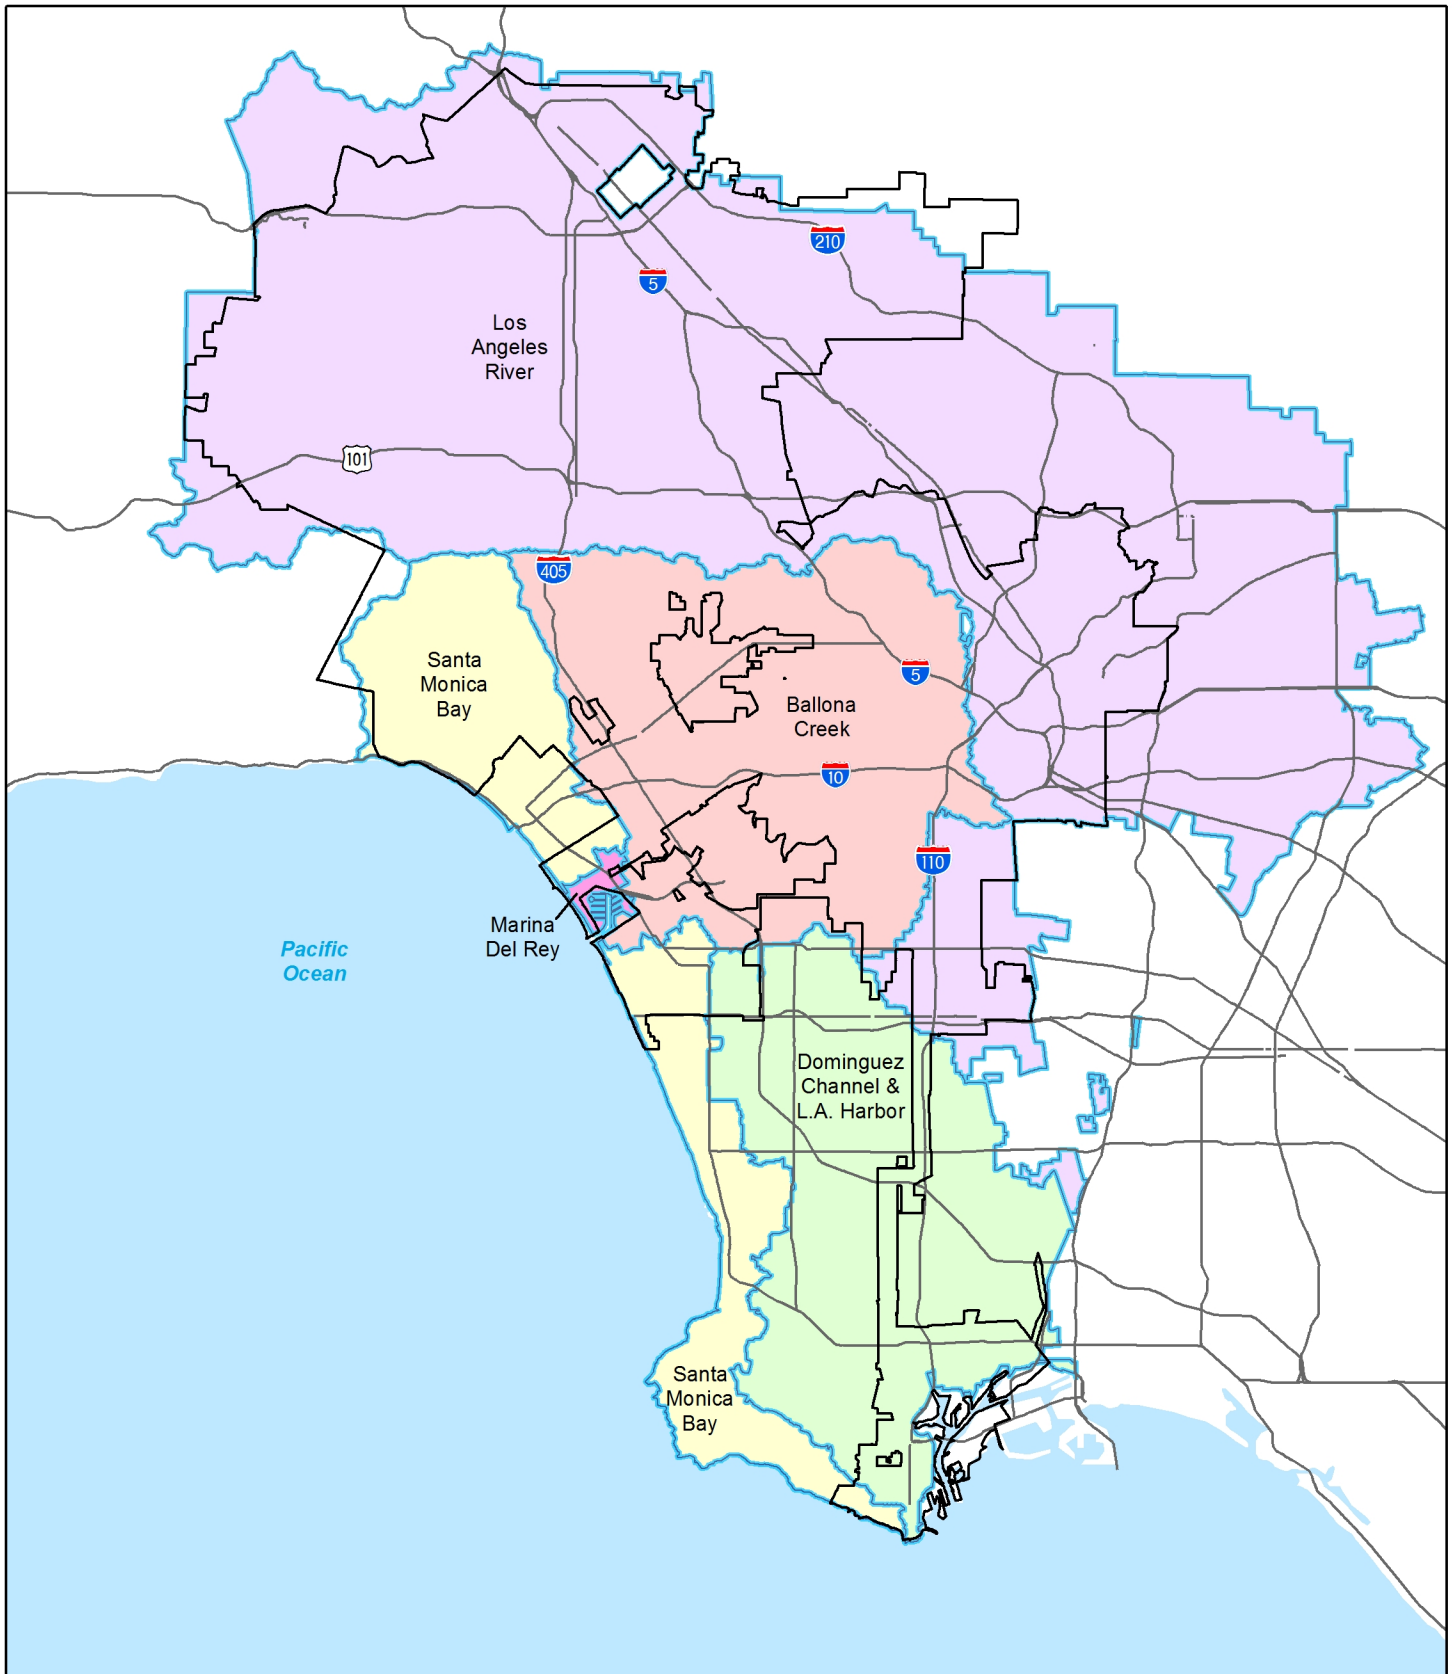 210
5
Los
Angeles
River
101
405
Santa
Monica
Bay
5
Ballona
Creek
10
110
Marina
Del Rey
Pacific
Ocean
Dominguez
Channel &
L.A. Harbor
Santa
Monica
Bay